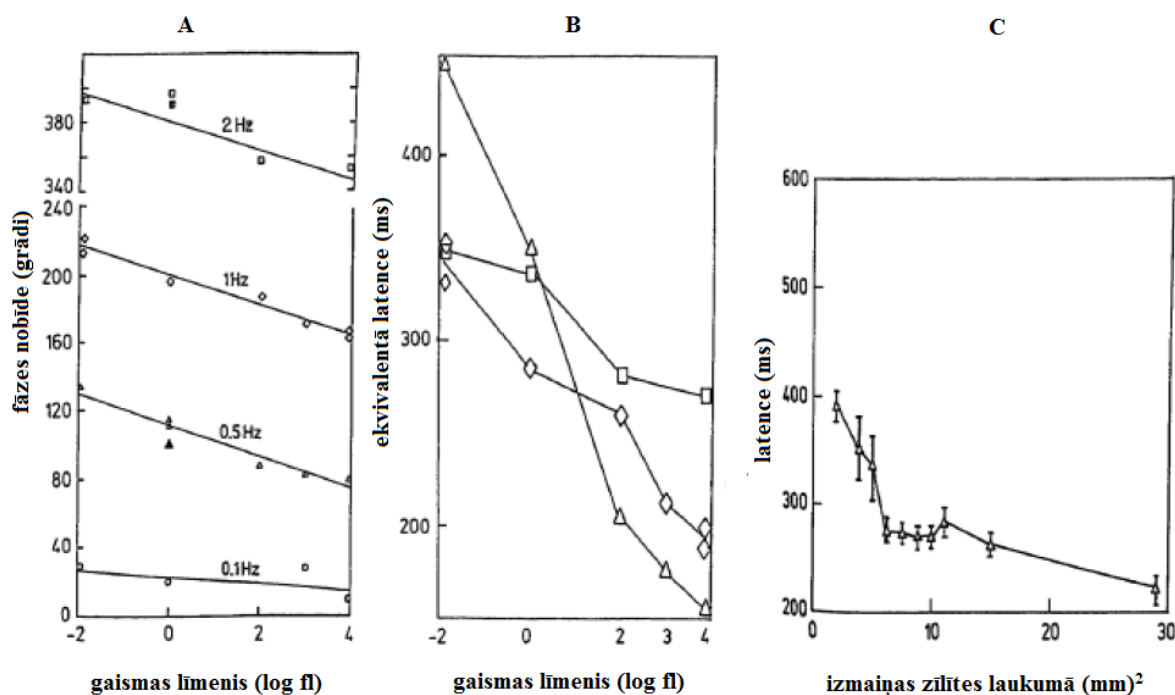 A
fāzes nobīde (grādi)
380
340
240
200
160
120
80
40
0
2 Hz
1Hz
0.5Hz
0.1Hz
-2
0
2
4
gaismas līmenis (log fl)
B
ekvivalentā latence (ms)
400
300
200
-2
0
2
3
4
gaismas līmenis (log fl)
C
latence (ms)
600
500
400
300
200
0
10
20
30
izmaiņas zīlītes laukumā (mm)²